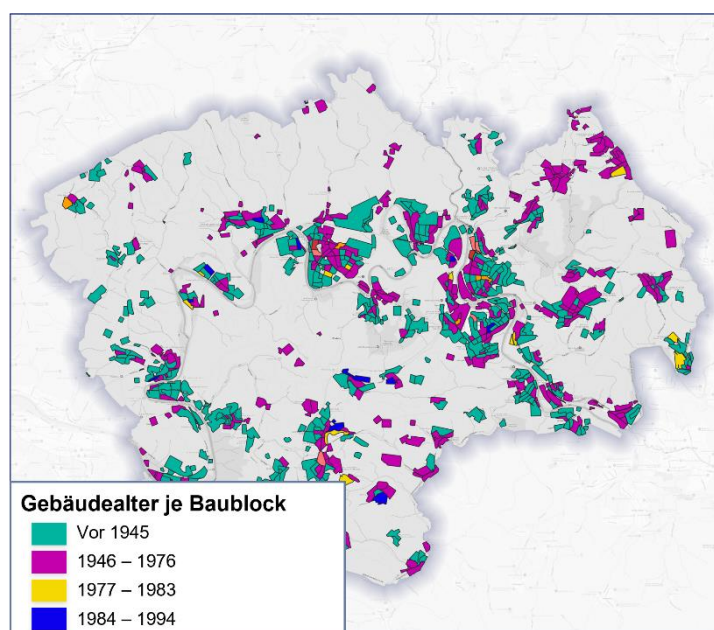 Gebäudealter je Baublock
Vor 1945
1946 – 1976
1977 – 1983
1984 – 1994